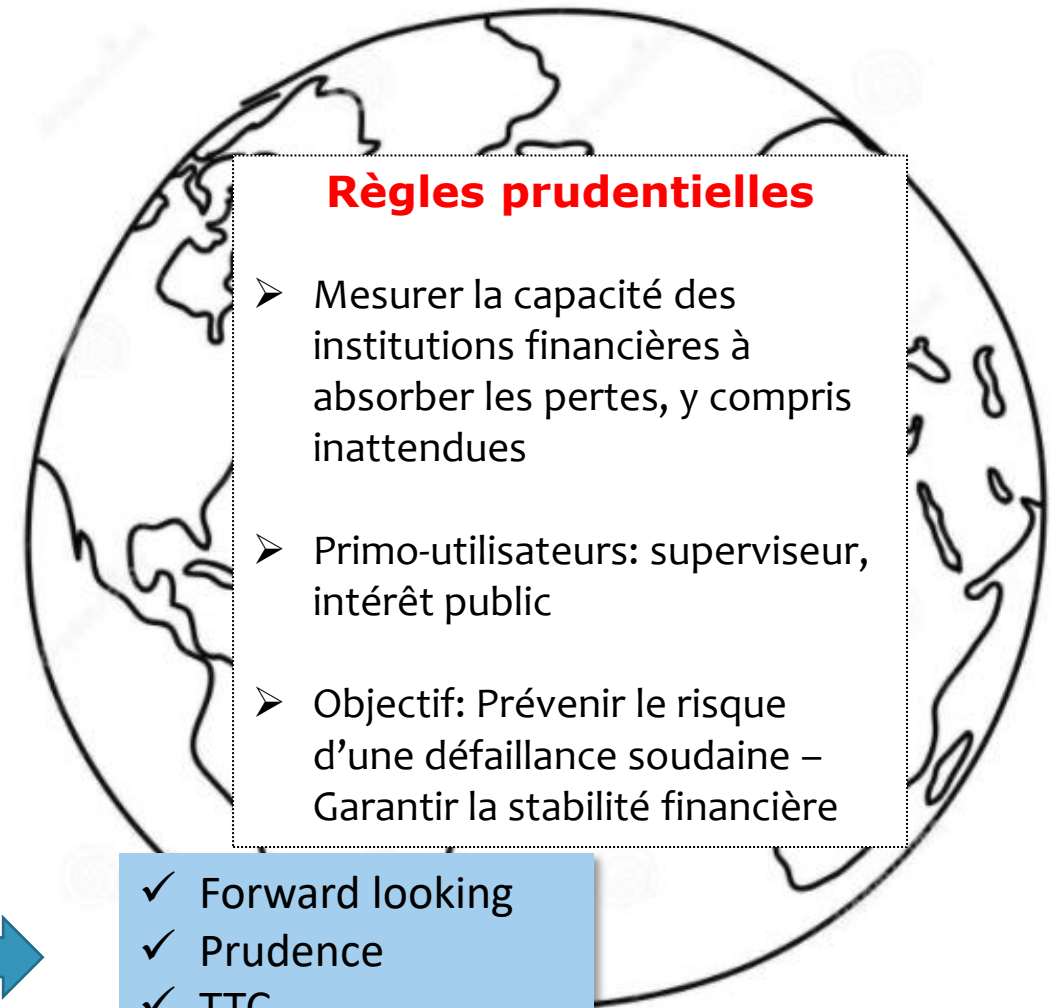 Règles prudentielles
➢ Mesurer la capacité des
institutions financières à
absorber les pertes, y compris
inattendues
➢ Primo-utilisateurs: superviseur,
intérêt public
➢ Objectif: Prévenir le risque
d’une défaillance soudaine –
Garantir la stabilité financière
✓ Forward looking
✓ Prudence
✓ TTC